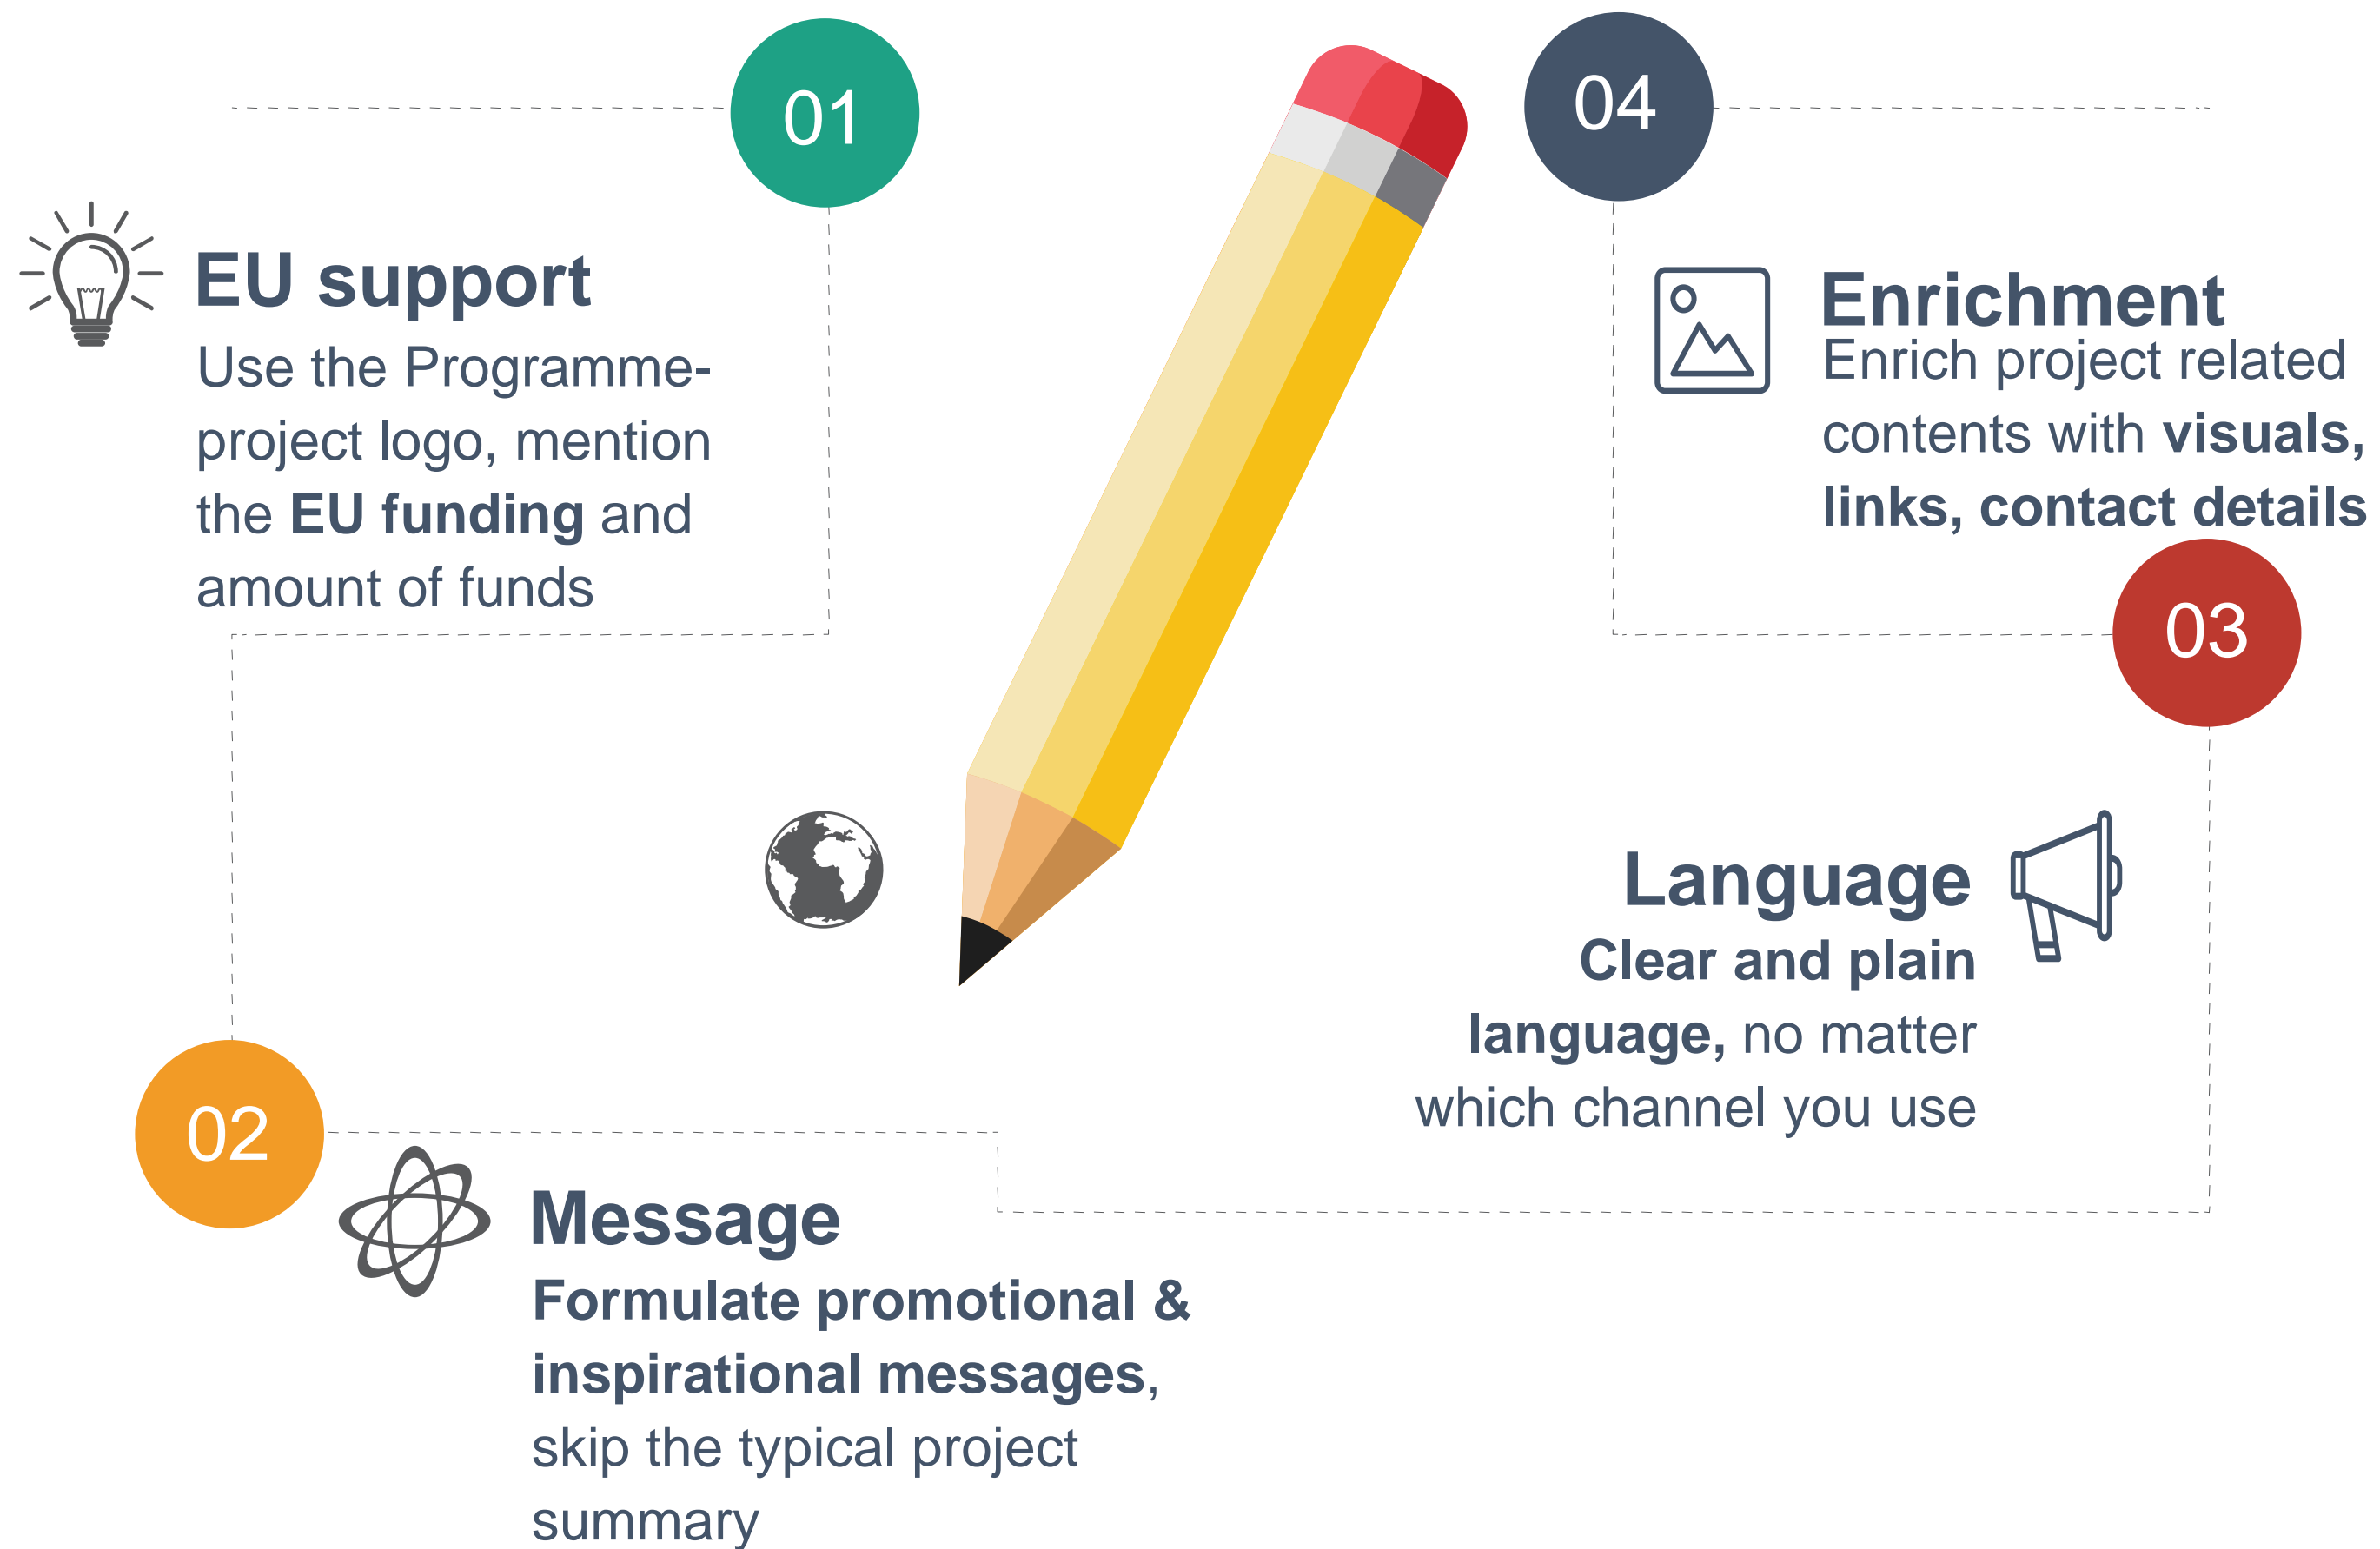 01
EU support
Use the Programme-
project logo, mention
the EU funding and
amount of funds
02
Message
Formulate promotional &
inspirational messages,
skip the typical project
summary
03
Language
Clear and plain
language, no matter
which channel you use
04
Enrichment
Enrich project related
contents with visuals,
links, contact details